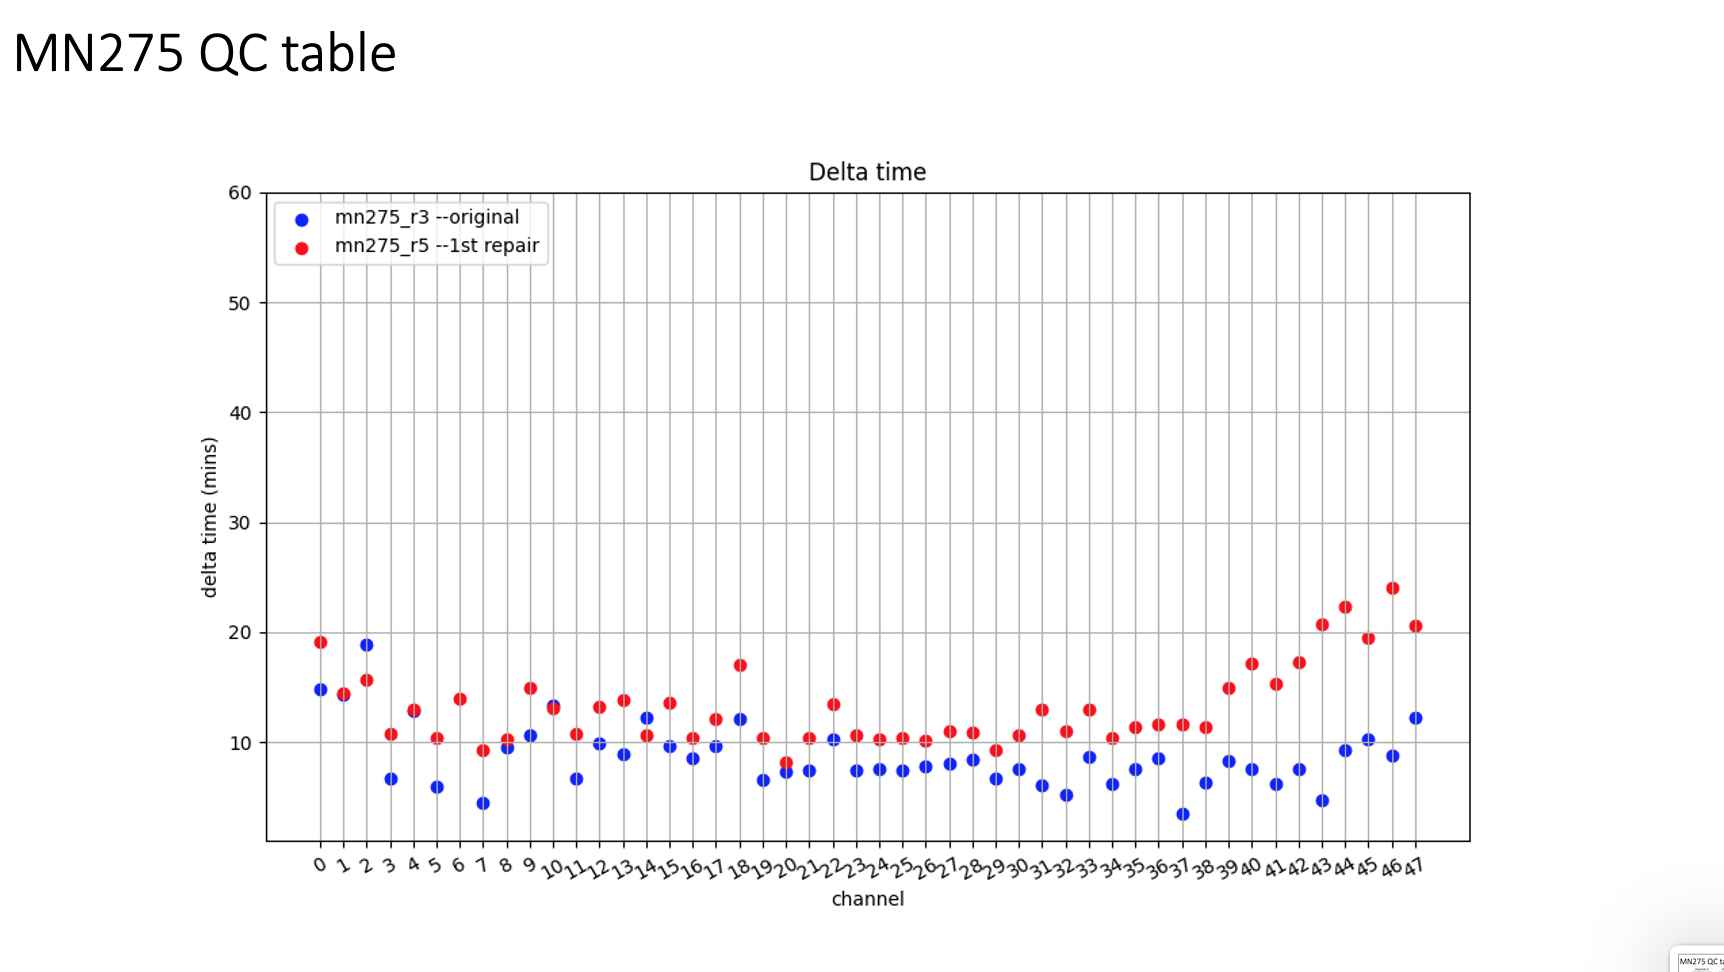 MN275 QC table
Delta time
mn275_r3 --original
mn275_r5 --1st repair
60
50
40
30
20
10
delta time (mins)
0 1 2 3 4 5 6 7 8 9 10 11 12 13 14 15 16 17 18 19 20 21 22 23 24 25 26 27 28 29 30 31 32 33 34 35 36 37 38 39 40 41 42 43 44 45 46 47
channel
MN275 QC ta